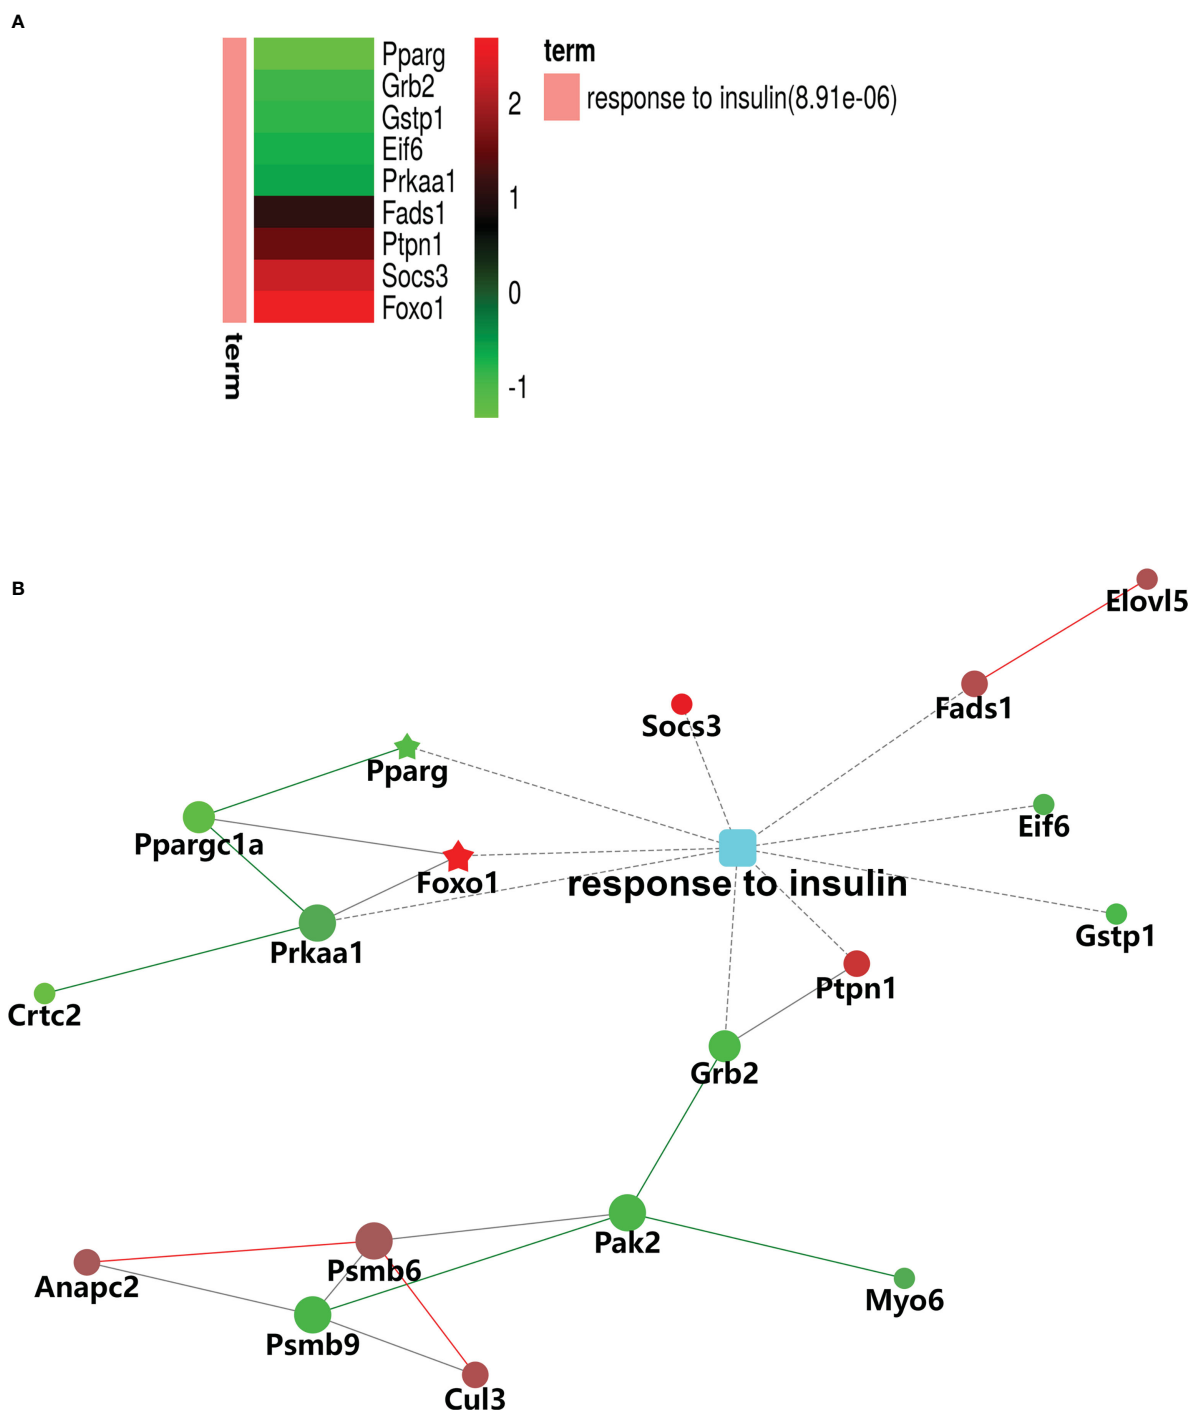 A
Pparg
Grb2
Gstp1
Eif6
Prkaa1
Fads1
Ptpn1
Socs3
Foxo1
term
2
1
0
-1
term
response to insulin(8.91e-06)
B
Elovl5
Fads1
Socs3
Pparg
Eif6
Ppargc1a
Foxo1
response to insulin
Gstp1
Prkaa1
Ptpn1
Crtc2
Grb2
Pak2
Psmb6
Anapc2
Myo6
Psmb9
Cul3